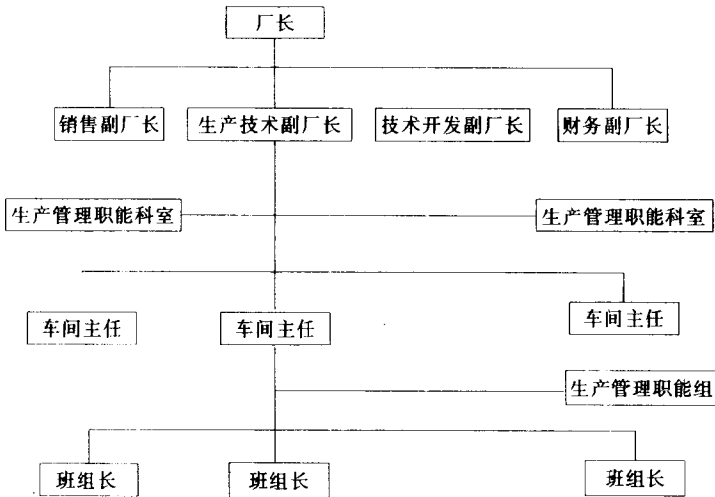 厂长
销售副厂长
生产技术副厂长
技术开发副厂长
财务副厂长
生产管理职能科室
生产管理职能科室
车间主任
车间主任
车间主任
生产管理职能组
班组长
班组长
班组长